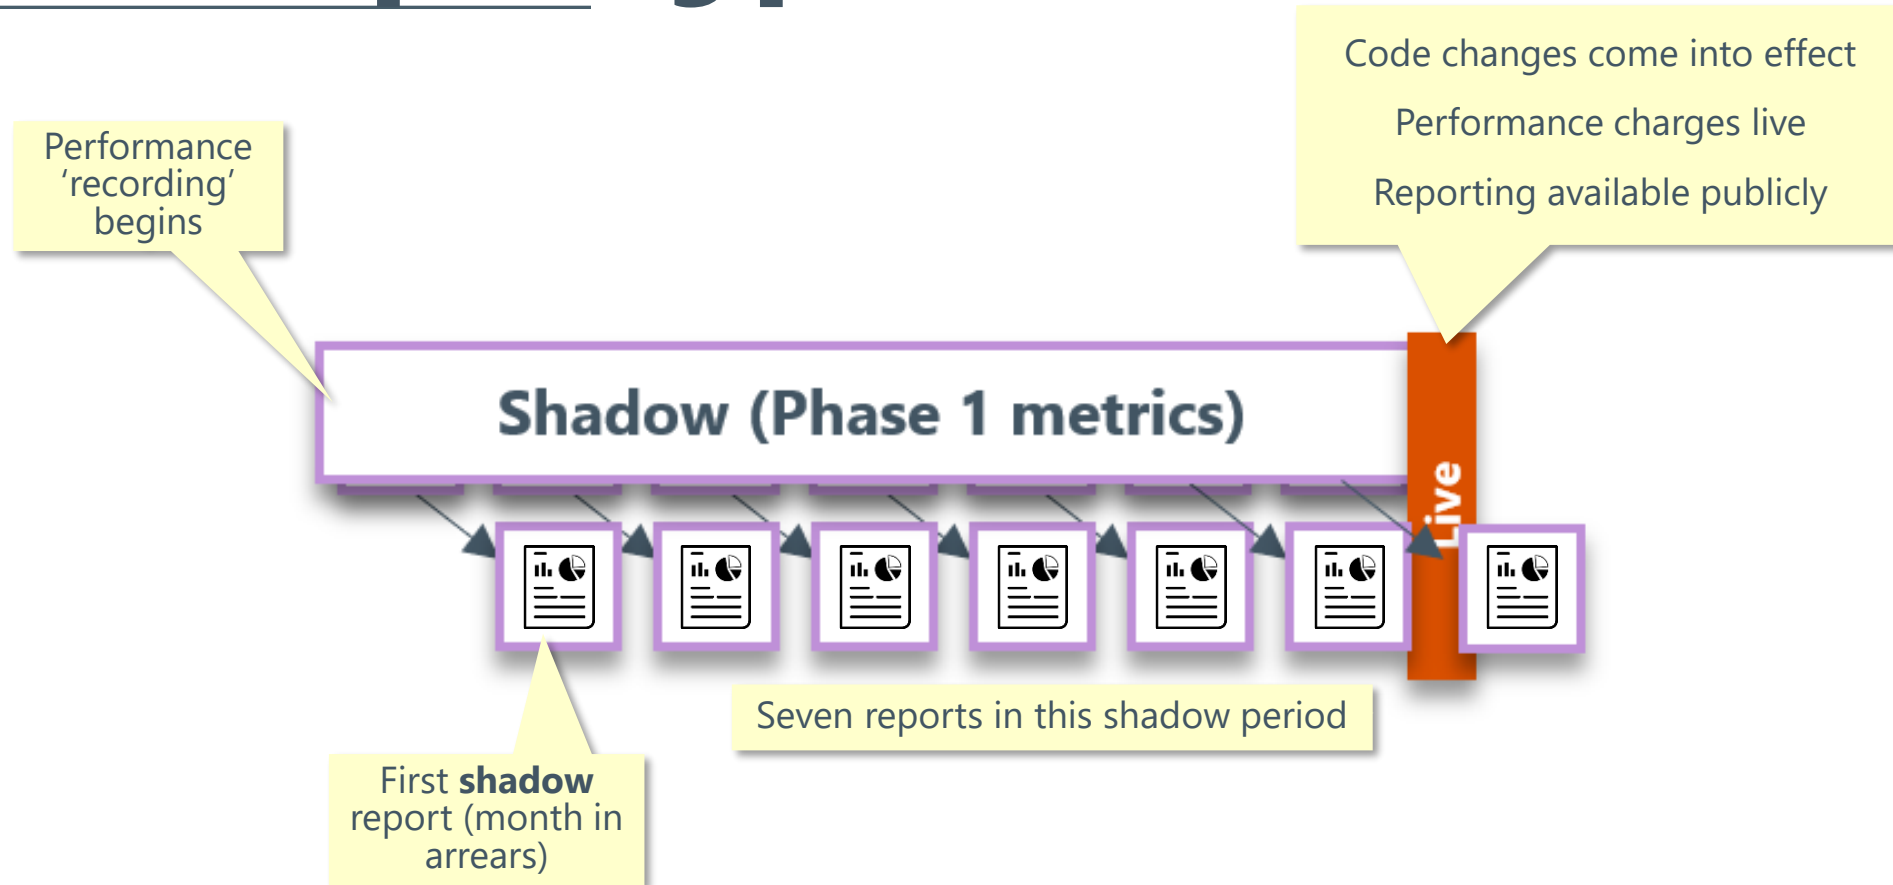 Code changes come into effect
Performance charges live
Reporting available publicly
Performance
‘recording’
begins
Shadow (Phase 1 metrics)
Live
Seven reports in this shadow period
First shadow
report (month in
arrears)